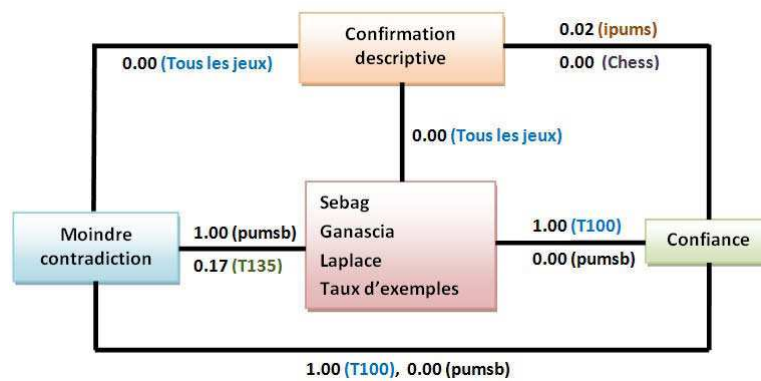 Confirmation
descriptive
0.02 (ipums)
0.00 (Chess)
0.00 (Tous les jeux)
0.00 (Tous les jeux)
Moindre
contradiction
1.00 (pumsb)
0.17 (T135)
Sebag
Ganascia
Laplace
Taux d'exemples
1.00 (T100)
0.00 (pumsb)
Confiance
1.00 (T100), 0.00 (pumsb)